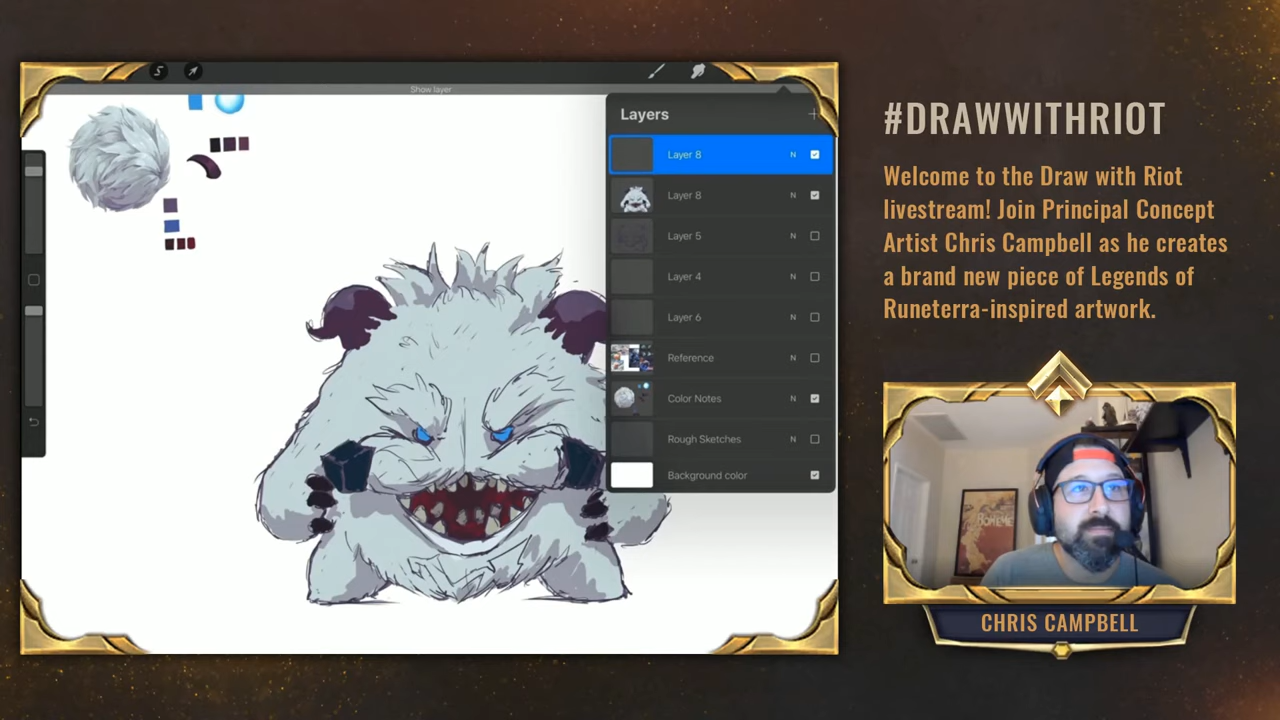 Show layer
Layers
Layer 8 N
Layer 8 N
Layer 5 N
Layer 4 N
Layer 6 N
Reference N
Color Notes N
Rough Sketches N
Background color
#DRAWWITHRIOT
Welcome to the Draw with Riot
livestream! Join Principal Concept
Artist Chris Campbell as he creates
a brand new piece of Legends of
Runeterra-inspired artwork.
CHRIS CAMPBELL